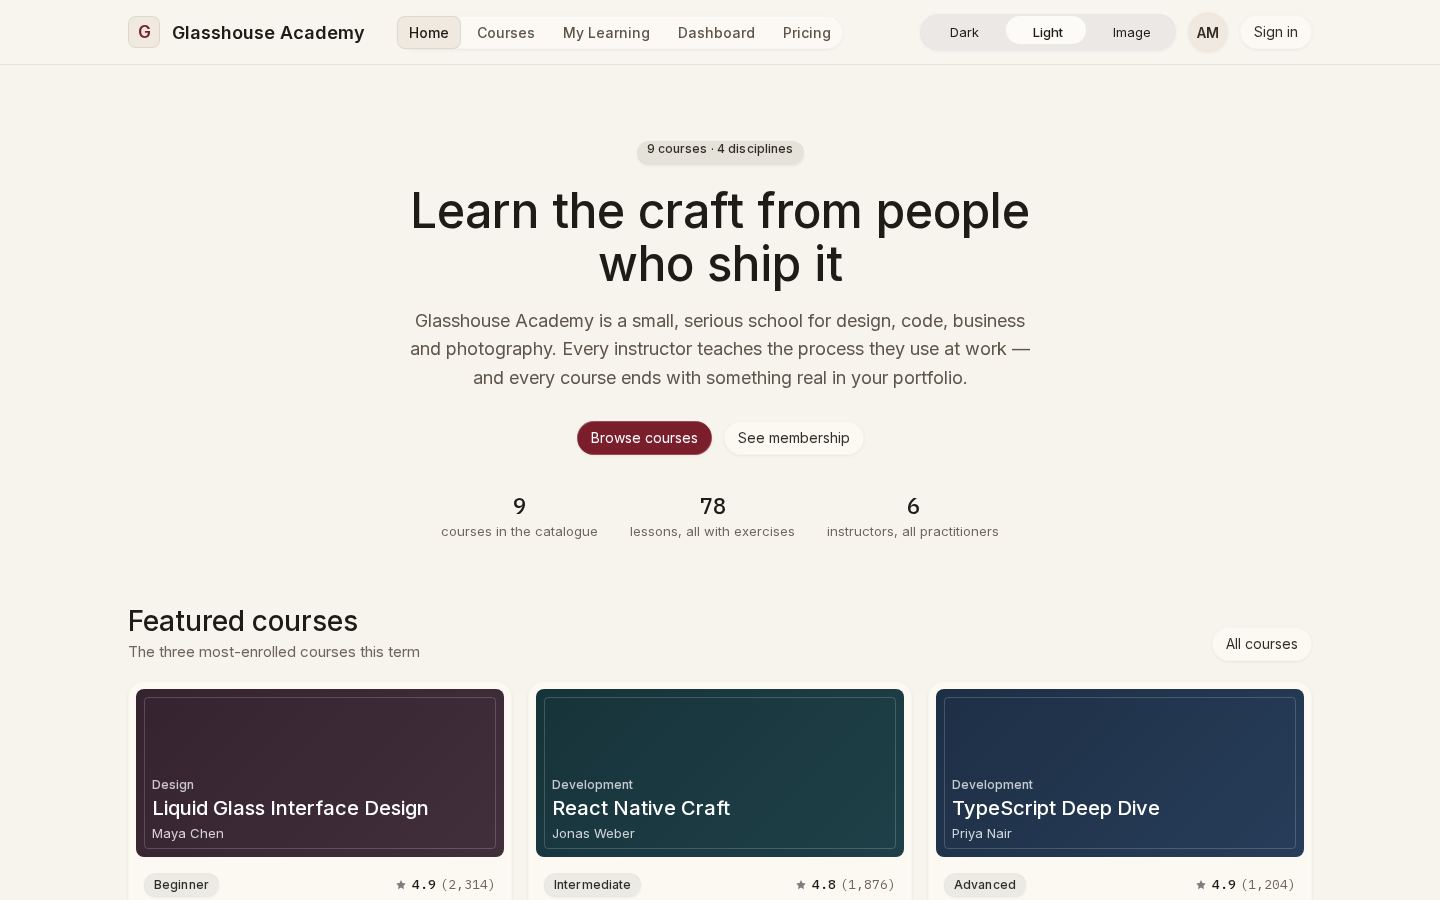 G Glasshouse Academy Home Courses My Learning Dashboard Pricing Dark Light Image AM Sign in
9 courses · 4 disciplines
Learn the craft from people
who ship it
Glasshouse Academy is a small, serious school for design, code, business
and photography. Every instructor teaches the process they use at work —
and every course ends with something real in your portfolio.
Browse courses See membership
9 78 6
courses in the catalogue lessons, all with exercises instructors, all practitioners
Featured courses
The three most-enrolled courses this term
All courses
Design
Liquid Glass Interface Design
Maya Chen
Beginner 4.9 (2,314)
Development
React Native Craft
Jonas Weber
Intermediate 4.8 (1,876)
Development
TypeScript Deep Dive
Priya Nair
Advanced 4.9 (1,204)